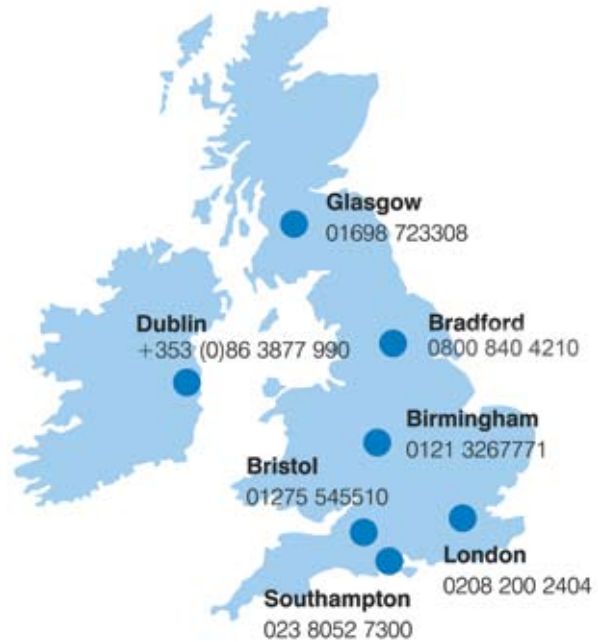 Glasgow
01698 723308
Dublin
+353 (0)86 3877 990
Bradford
0800 840 4210
Birmingham
0121 3267771
Bristol
01275 545510
London
0208 200 2404
Southampton
023 8052 7300